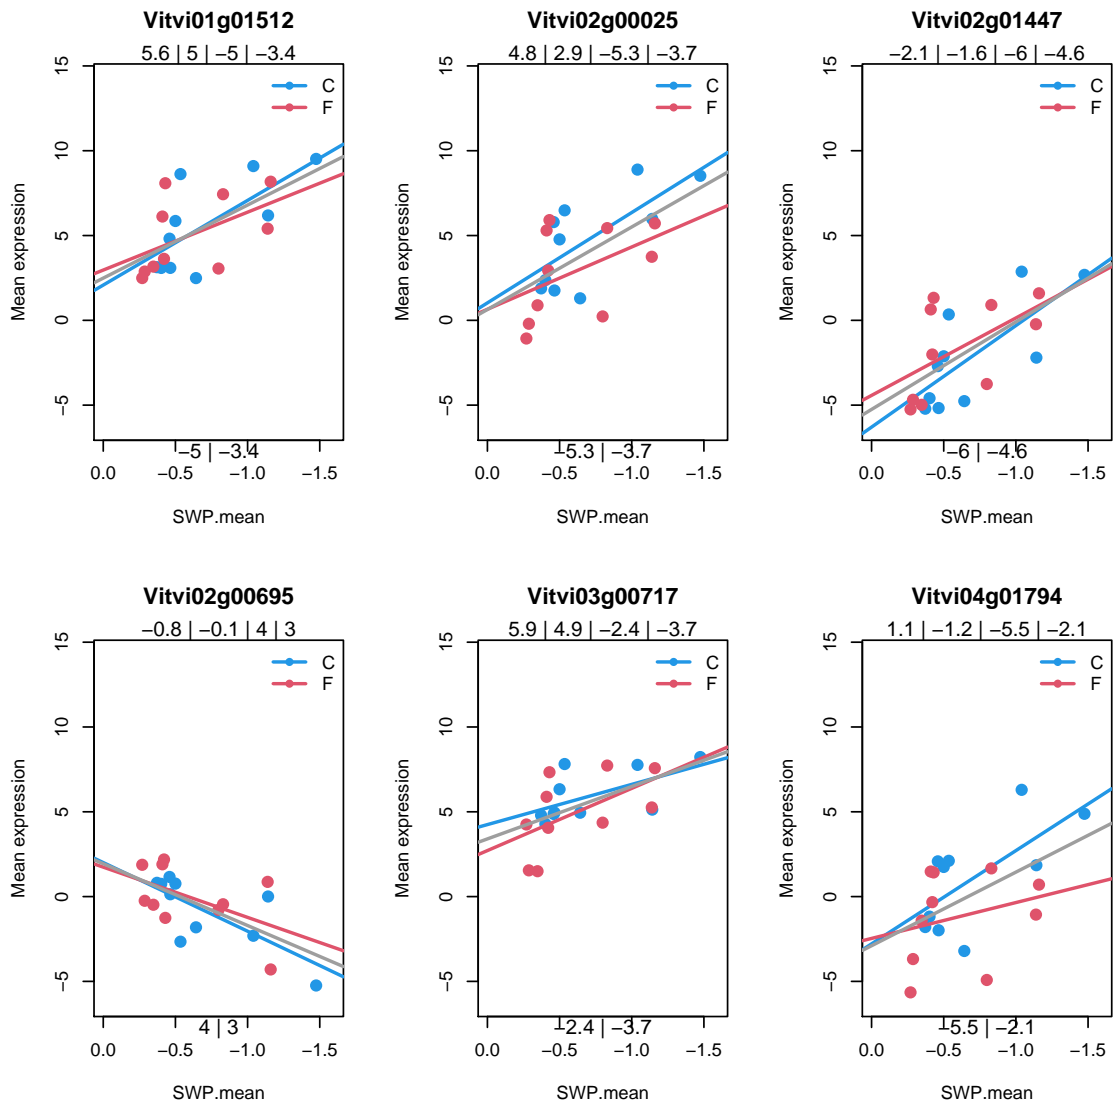 Vitvi01g01512
5.6 | 5 | −5 | −3.4
C
F
Mean expression
15
10
5
0
−5
−5 | −3.4
0.0 −0.5 −1.0 −1.5
SWP.mean
Vitvi02g00025
4.8 | 2.9 | −5.3 | −3.7
C
F
Mean expression
15
10
5
0
−5
−5.3 | −3.7
0.0 −0.5 −1.0 −1.5
SWP.mean
Vitvi02g01447
−2.1 | −1.6 | −6 | −4.6
C
F
Mean expression
15
10
5
0
−5
−6 | −4.6
0.0 −0.5 −1.0 −1.5
SWP.mean
Vitvi02g00695
−0.8 | −0.1 | 4 | 3
C
F
Mean expression
15
10
5
0
−5
4 | 3
0.0 −0.5 −1.0 −1.5
SWP.mean
Vitvi03g00717
5.9 | 4.9 | −2.4 | −3.7
C
F
Mean expression
15
10
5
0
−5
−2.4 | −3.7
0.0 −0.5 −1.0 −1.5
SWP.mean
Vitvi04g01794
1.1 | −1.2 | −5.5 | −2.1
C
F
Mean expression
15
10
5
0
−5
−5.5 | −2.1
0.0 −0.5 −1.0 −1.5
SWP.mean